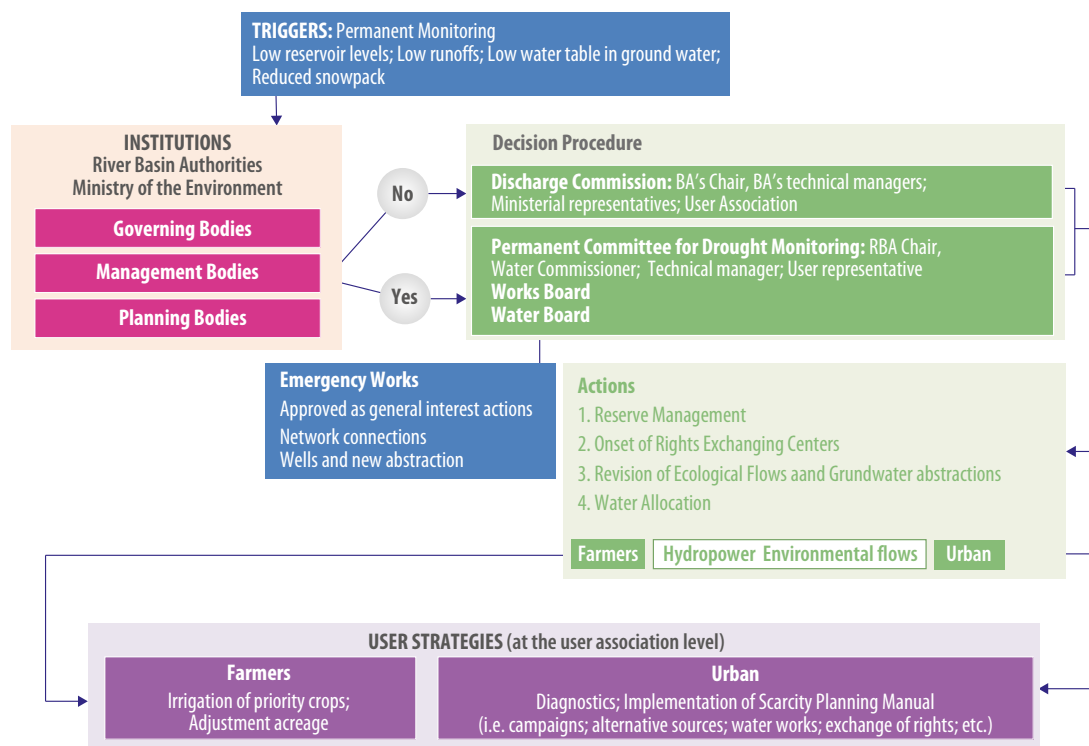 TRIGGERS: Permanent Monitoring
Low reservoir levels; Low runoffs; Low water table in ground water;
Reduced snowpack
INSTITUTIONS
River Basin Authorities
Ministry of the Environment
Governing Bodies
Management Bodies
Planning Bodies
No
Yes
Decision Procedure
Discharge Commission: BA's Chair, BA's technical managers;
Ministerial representatives; User Association
Permanent Committee for Drought Monitoring: RBA Chair,
Water Commissioner; Technical manager; User representative
Works Board
Water Board
Emergency Works
Approved as general interest actions
Network connections
Wells and new abstraction
Actions
1. Reserve Management
2. Onset of Rights Exchanging Centers
3. Revision of Ecological Flows aand Grundwater abstractions
4. Water Allocation
Farmers
Hydropower Environmental flows
Urban
USER STRATEGIES (at the user association level)
Farmers
Irrigation of priority crops;
Adjustment acreage
Urban
Diagnostics; Implementation of Scarcity Planning Manual
(i.e. campaigns; alternative sources; water works; exchange of rights; etc.)